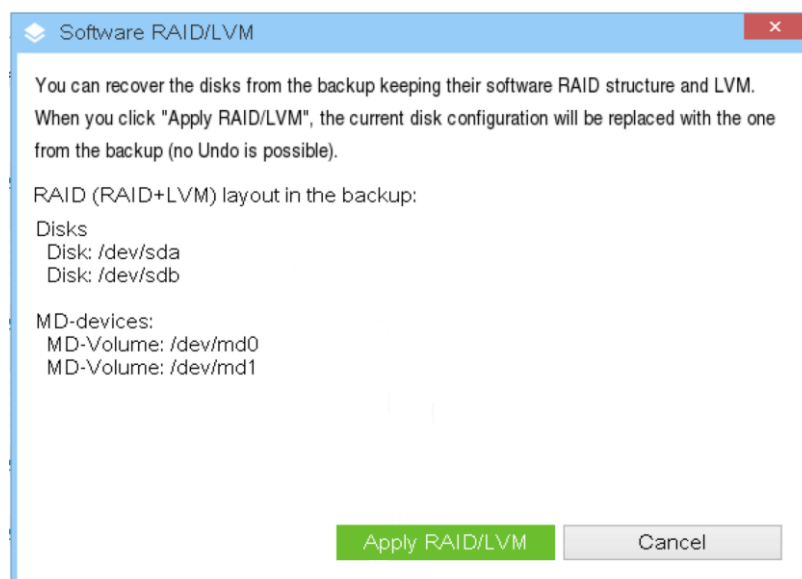 Software RAID/LVM
You can recover the disks from the backup keeping their software RAID structure and LVM.
When you click "Apply RAID/LVM", the current disk configuration will be replaced with the one
from the backup (no Undo is possible).
RAID (RAID+LVM) layout in the backup:
Disks
Disk: /dev/sda
Disk: /dev/sdb
MD-devices:
MD-Volume: /dev/md0
MD-Volume: /dev/md1
Apply RAID/LVM Cancel